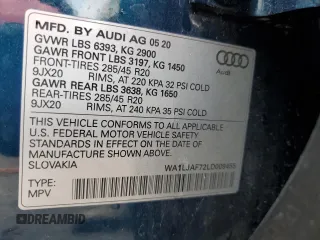 MFD. BY AUDI AG 05 20
GVWR LBS 6393, KG 2900
GAWR FRONT LBS 3197, KG 1450
FRONT-TIRES 285/45 R20
9JX20 RIMS, AT 220 KPA 32 PSI COLD
GAWR REAR LBS 3638, KG 1650
REAR-TIRES 285/45 R20
9JX20 RIMS, AT 240 KPA 35 PSI COLD
Audi
THIS VEHICLE CONFORMS TO ALL APPLICABLE U.S.
FEDERAL MOTOR VEHICLE SAFETY
STANDARDS IN EFFECT ON THE DATE OF
MANUFACTURE SHOWN ABOVE.
SLOVAKIA
TYPE:
MPV
DREAMBID